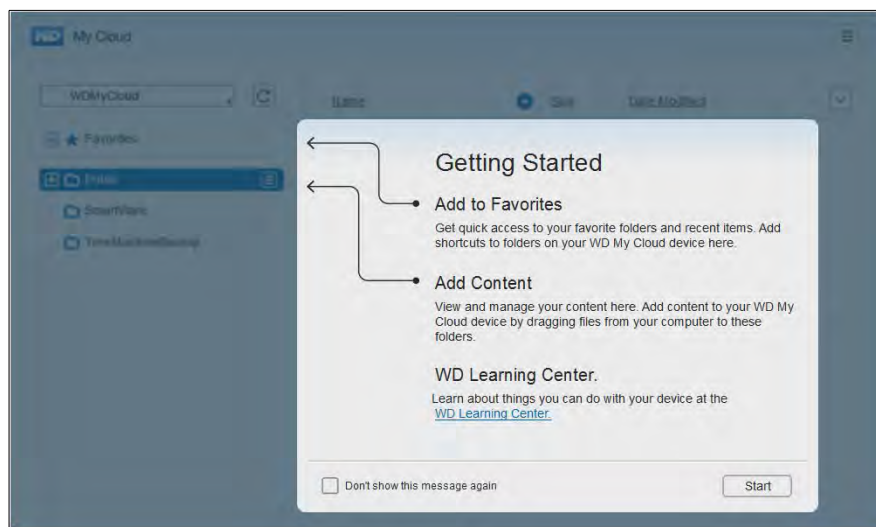 WD My Cloud
WDMyCloud
Name Size Date Modified
Favorites
Public
SmartWare
TimeMachineBackup
Getting Started
Add to Favorites
Get quick access to your favorite folders and recent items. Add
shortcuts to folders on your WD My Cloud device here.
Add Content
View and manage your content here. Add content to your WD My
Cloud device by dragging files from your computer to these
folders.
WD Learning Center.
Learn about things you can do with your device at the
WD Learning Center.
Don't show this message again
Start